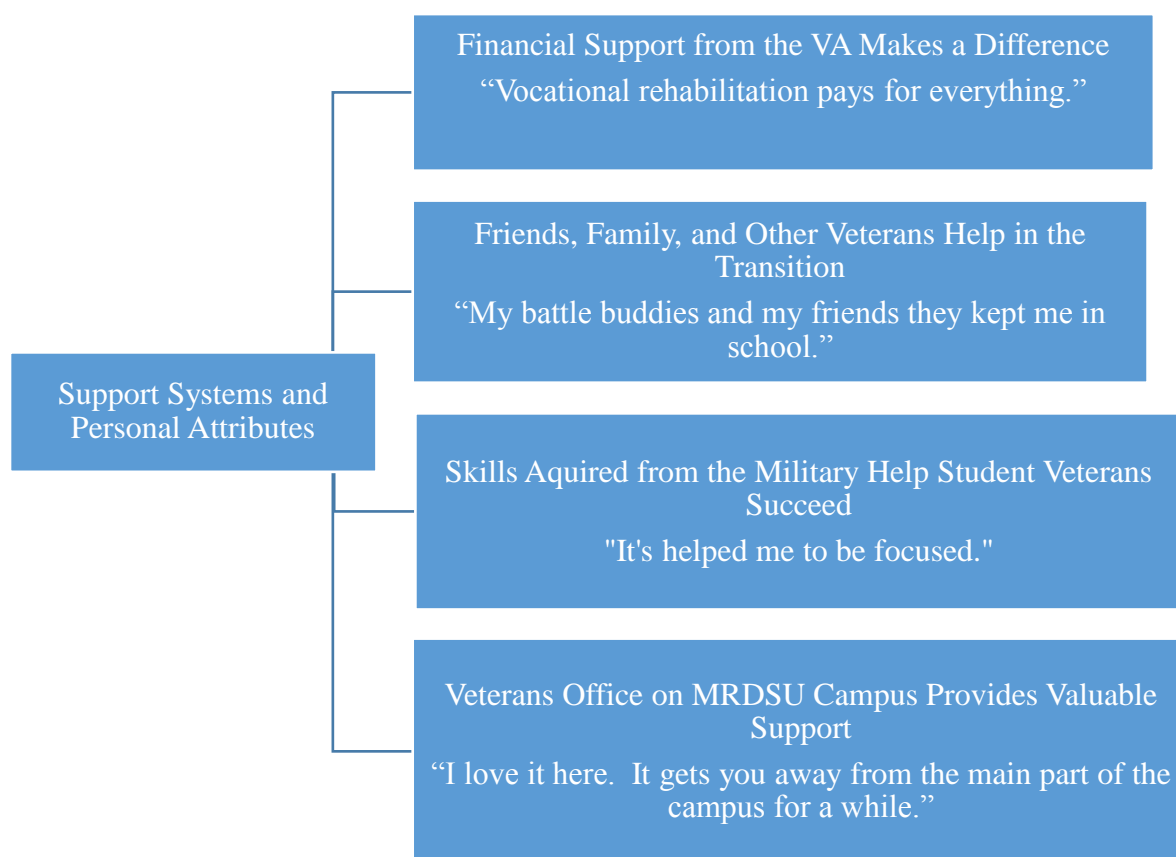 Financial Support from the VA Makes a Difference
“Vocational rehabilitation pays for everything.”
Friends, Family, and Other Veterans Help in the
Transition
“My battle buddies and my friends they kept me in
school.”
Support Systems and
Personal Attributes
Skills Aquired from the Military Help Student Veterans
Succeed
"It's helped me to be focused."
Veterans Office on MRDSU Campus Provides Valuable
Support
“I love it here.  It gets you away from the main part of the
campus for a while.”